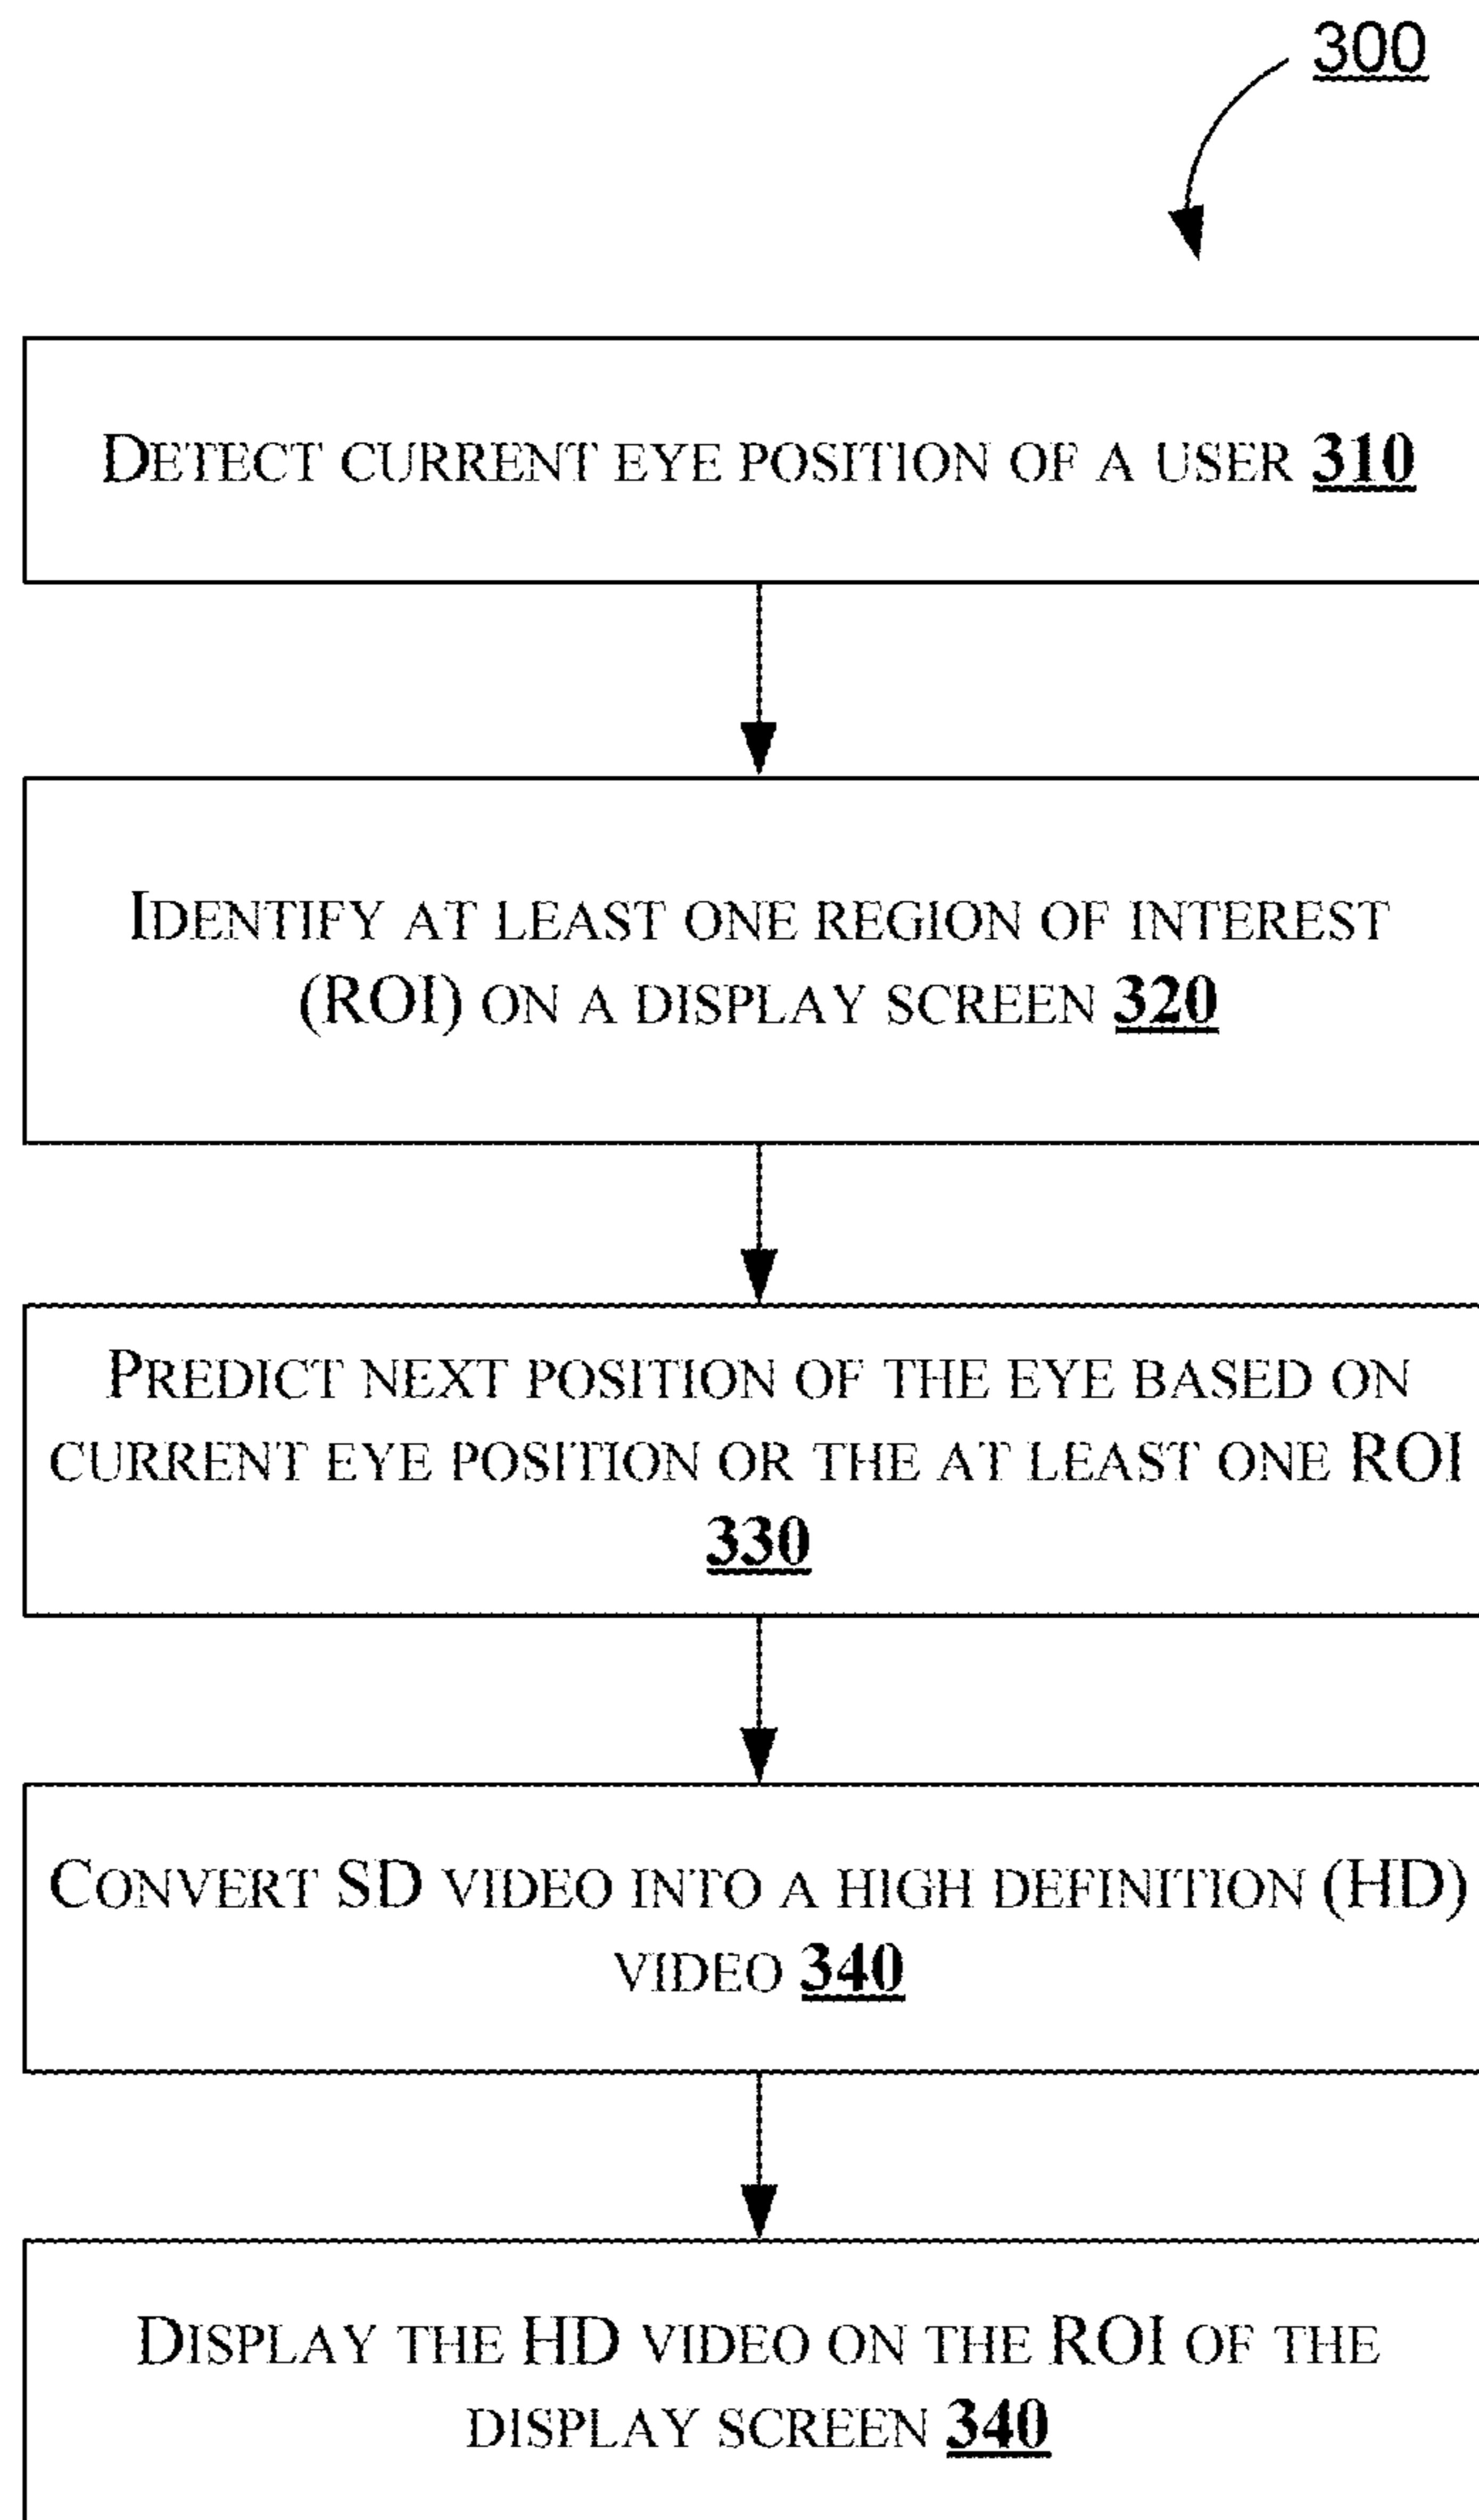 300
DETECT CURRENT EYE POSITION OF A USER 310
IDENTIFY AT LEAST ONE REGION OF INTEREST
(ROI) ON A DISPLAY SCREEN 320
PREDICT NEXT POSITION OF THE EYE BASED ON
CURRENT EYE POSITION OR THE AT LEAST ONE ROI
330
CONVERT SD VIDEO INTO A HIGH DEFINITION (HD)
VIDEO 340
DISPLAY THE HD VIDEO ON THE ROI OF THE
DISPLAY SCREEN 340